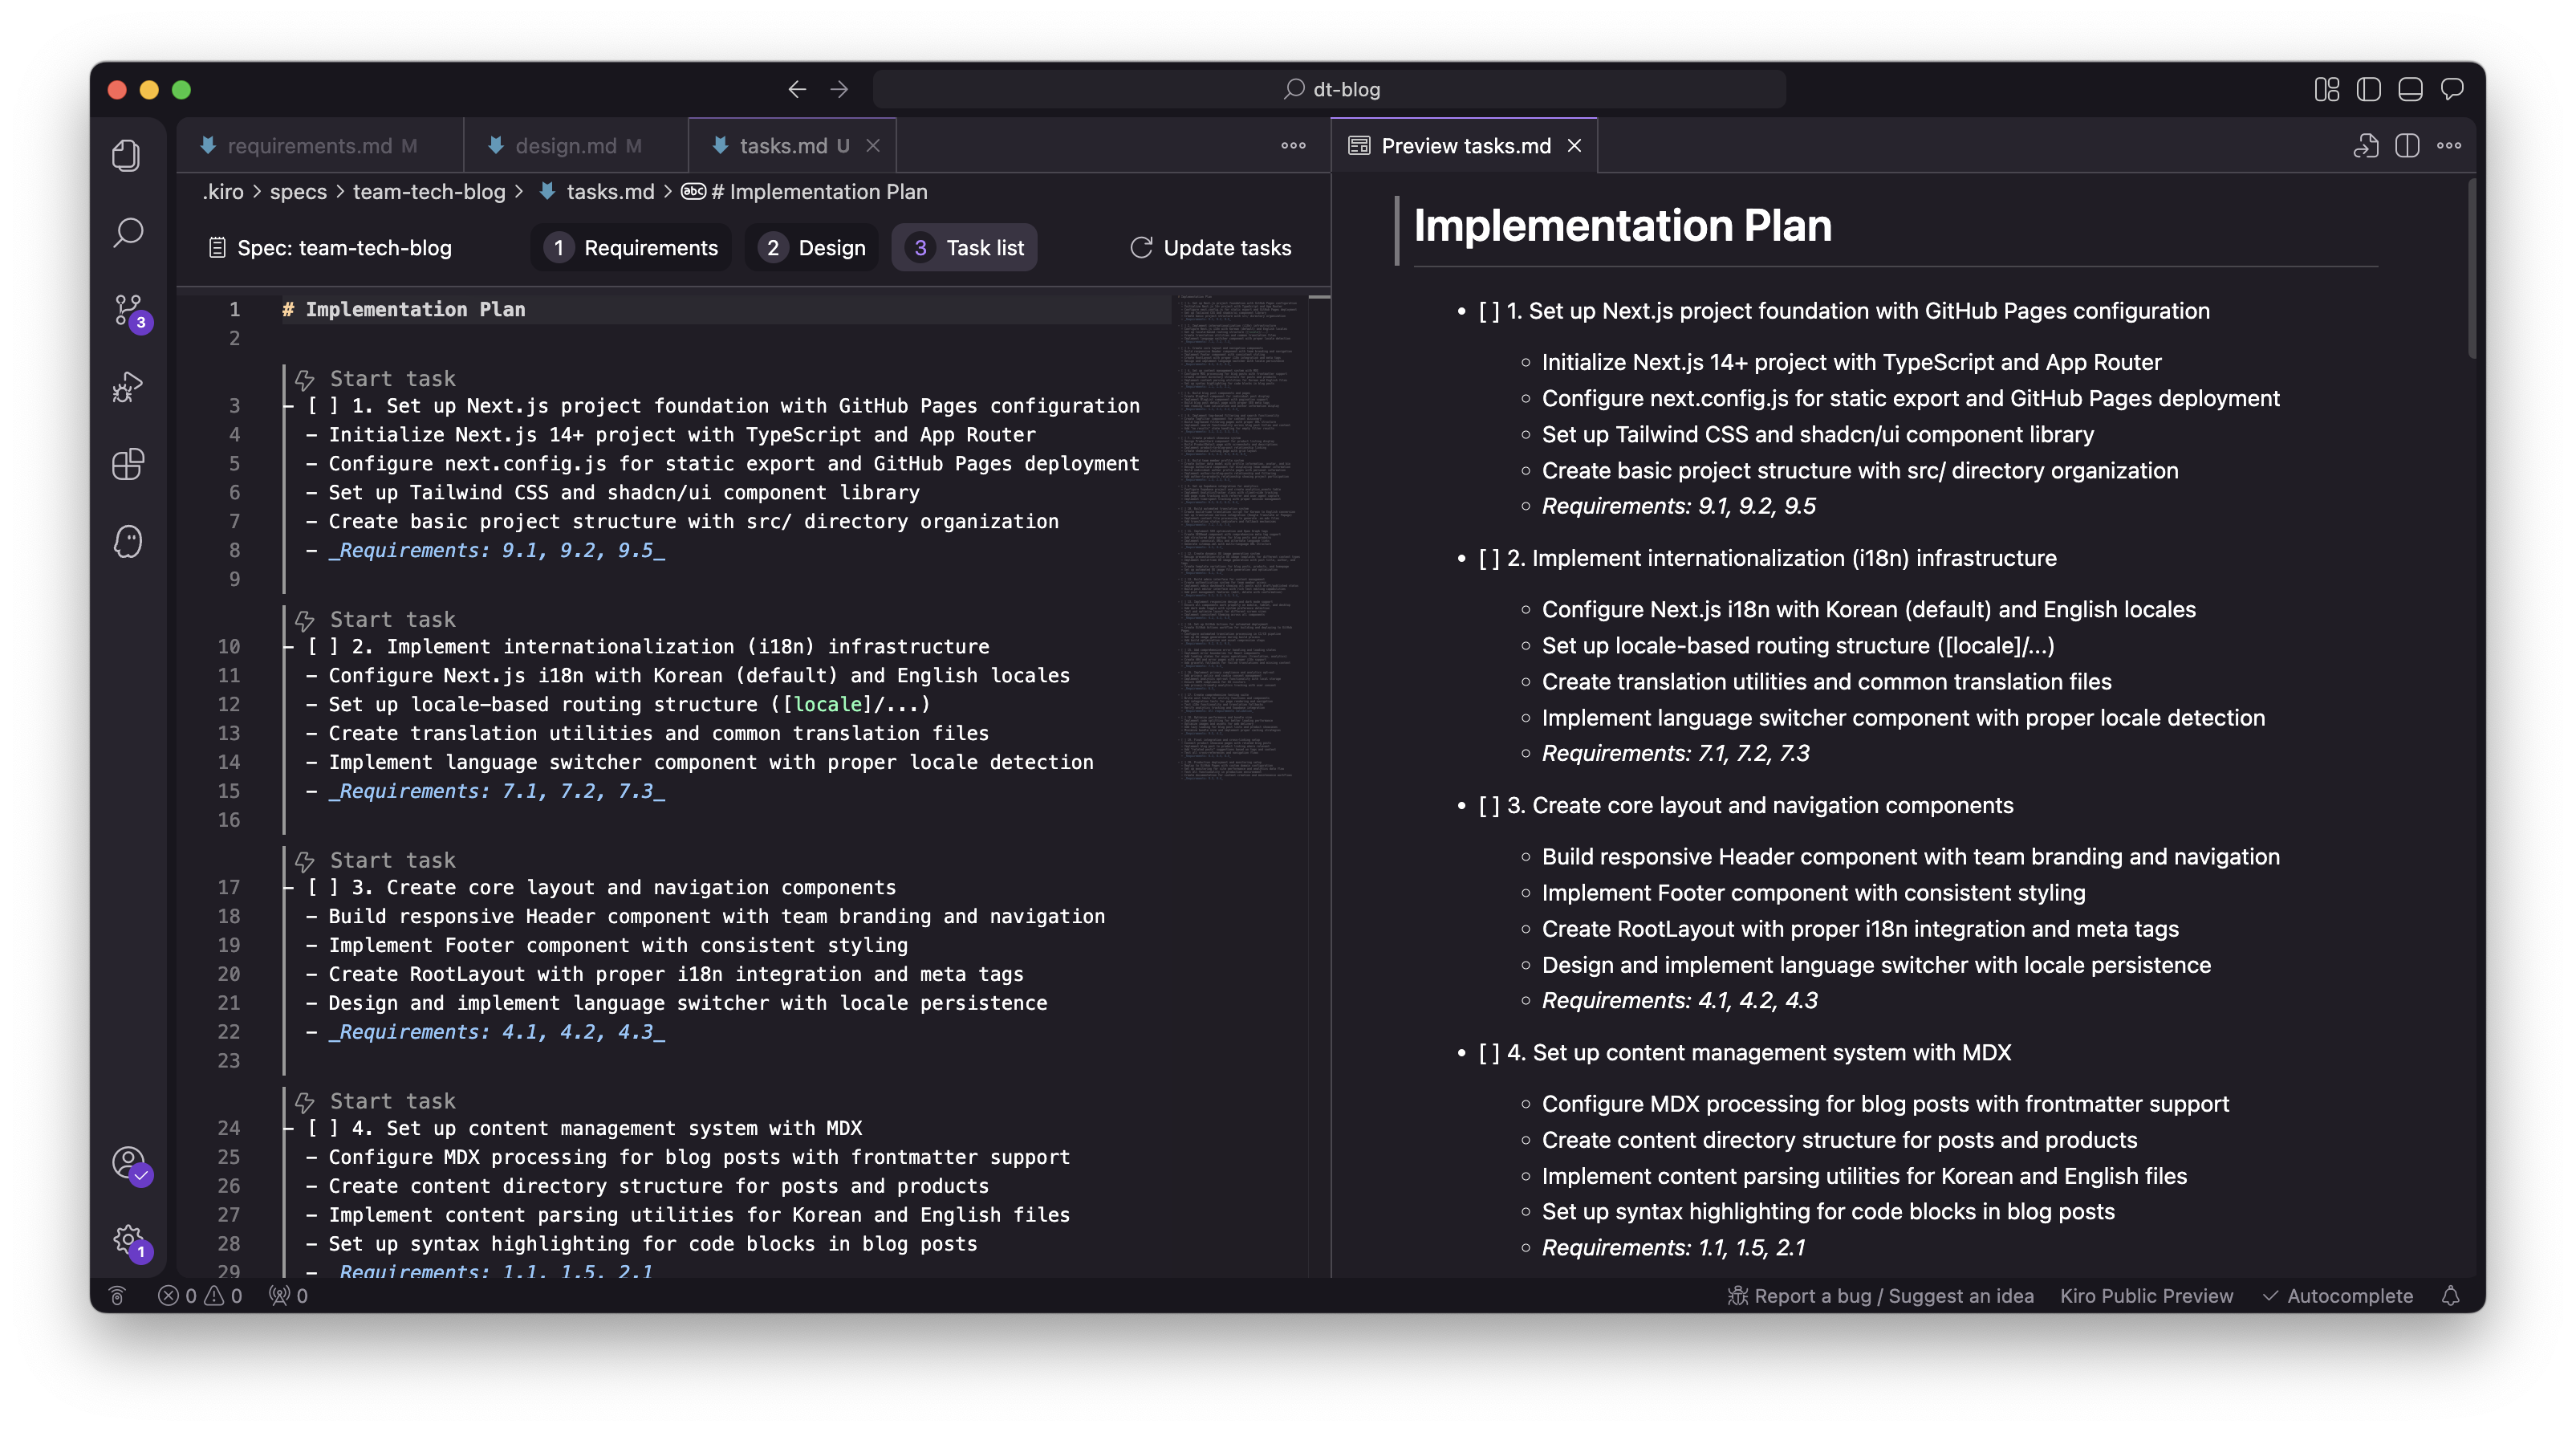 dt-blog
requirements.md M
design.md M
tasks.md U
Preview tasks.md
.kiro > specs > team-tech-blog > tasks.md > abc # Implementation Plan
Spec: team-tech-blog
1 Requirements
2 Design
3 Task list
Update tasks
1 # Implementation Plan
2
Start task
3 - [ ] 1. Set up Next.js project foundation with GitHub Pages configuration
4 - Initialize Next.js 14+ project with TypeScript and App Router
5 - Configure next.config.js for static export and GitHub Pages deployment
6 - Set up Tailwind CSS and shadcn/ui component library
7 - Create basic project structure with src/ directory organization
8 - _Requirements: 9.1, 9.2, 9.5_
9
Start task
10 - [ ] 2. Implement internationalization (i18n) infrastructure
11 - Configure Next.js i18n with Korean (default) and English locales
12 - Set up locale-based routing structure ([locale]/...)
13 - Create translation utilities and common translation files
14 - Implement language switcher component with proper locale detection
15 - _Requirements: 7.1, 7.2, 7.3_
16
Start task
17 - [ ] 3. Create core layout and navigation components
18 - Build responsive Header component with team branding and navigation
19 - Implement Footer component with consistent styling
20 - Create RootLayout with proper i18n integration and meta tags
21 - Design and implement language switcher with locale persistence
22 - _Requirements: 4.1, 4.2, 4.3_
23
Start task
24 - [ ] 4. Set up content management system with MDX
25 - Configure MDX processing for blog posts with frontmatter support
26 - Create content directory structure for posts and products
27 - Implement content parsing utilities for Korean and English files
28 - Set up syntax highlighting for code blocks in blog posts
29 - Requirements: 1.1, 1.5, 2.1
Implementation Plan
• [ ] 1. Set up Next.js project foundation with GitHub Pages configuration
○ Initialize Next.js 14+ project with TypeScript and App Router
○ Configure next.config.js for static export and GitHub Pages deployment
○ Set up Tailwind CSS and shadcn/ui component library
○ Create basic project structure with src/ directory organization
○ Requirements: 9.1, 9.2, 9.5
• [ ] 2. Implement internationalization (i18n) infrastructure
○ Configure Next.js i18n with Korean (default) and English locales
○ Set up locale-based routing structure ([locale]/...)
○ Create translation utilities and common translation files
○ Implement language switcher component with proper locale detection
○ Requirements: 7.1, 7.2, 7.3
• [ ] 3. Create core layout and navigation components
○ Build responsive Header component with team branding and navigation
○ Implement Footer component with consistent styling
○ Create RootLayout with proper i18n integration and meta tags
○ Design and implement language switcher with locale persistence
○ Requirements: 4.1, 4.2, 4.3
• [ ] 4. Set up content management system with MDX
○ Configure MDX processing for blog posts with frontmatter support
○ Create content directory structure for posts and products
○ Implement content parsing utilities for Korean and English files
○ Set up syntax highlighting for code blocks in blog posts
○ Requirements: 1.1, 1.5, 2.1
3
1
0 0 0
Report a bug / Suggest an idea
Kiro Public Preview
Autocomplete